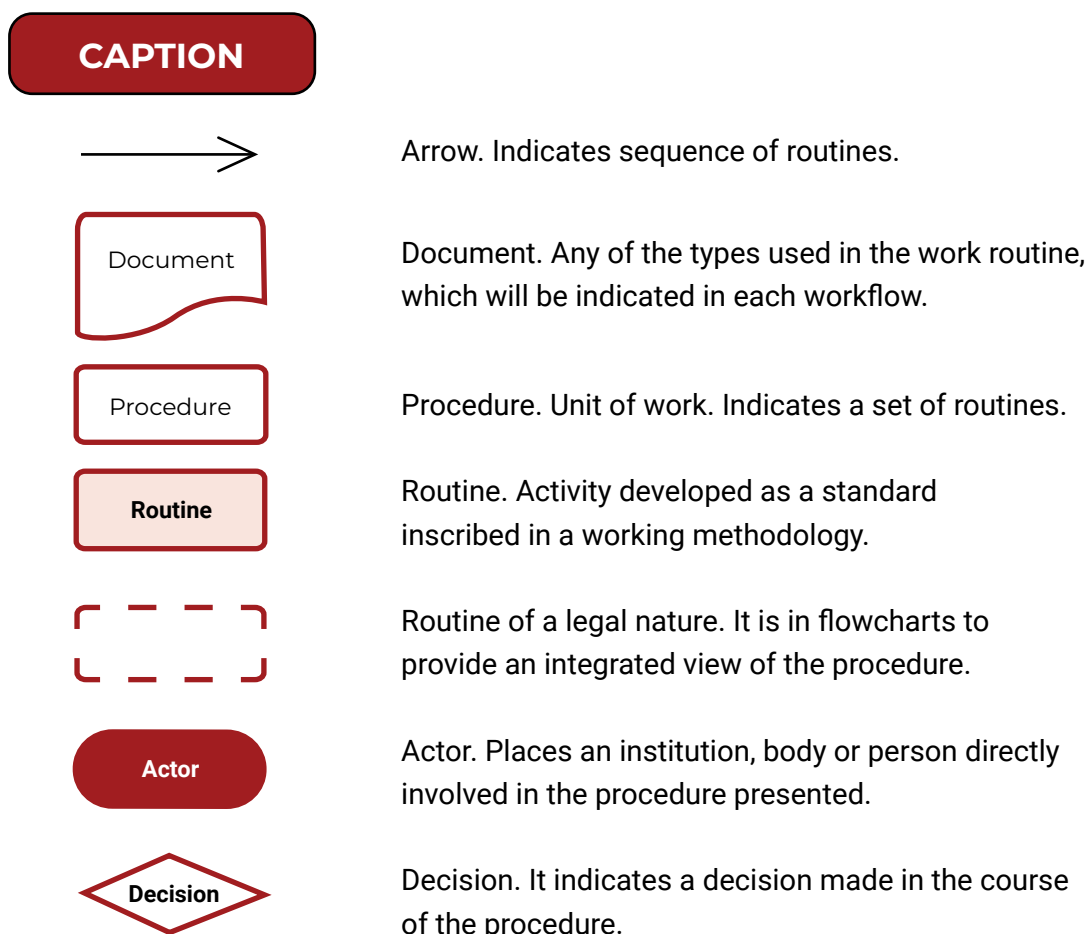 CAPTION
Arrow. Indicates sequence of routines.
Document
Document. Any of the types used in the work routine,
which will be indicated in each workflow.
Procedure
Procedure. Unit of work. Indicates a set of routines.
Routine
Routine. Activity developed as a standard
inscribed in a working methodology.
Routine of a legal nature. It is in flowcharts to
provide an integrated view of the procedure.
Actor
Actor. Places an institution, body or person directly
involved in the procedure presented.
Decision
Decision. It indicates a decision made in the course
of the procedure.